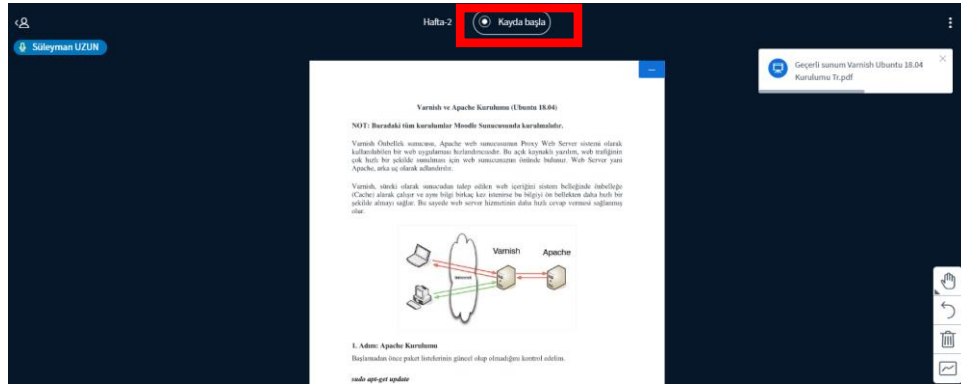 Hafta-2
Kayda başla
Süleyman UZUN
Geçerli sunum Varnish Ubuntu 18.04
Kurulumu Tr.pdf
Varnish ve Apache Kurulumu (Ubuntu 18.04)
NOT: Buradaki tüm kurulumlar Moodle Sunucusunda kurulmalıdır.
Varnish Önbellek sunucusu, Apache web sunucusunun Proxy Web Server sistemi olarak
kullanılabilen bir web uygulaması hızlandırıcısıdır. Bu açık kaynaklı yazılım, web trafiğinin
çok hızlı bir şekilde sunulması için web sunucunuzun önünde bulunur. Web Server yani
Apache, arka uç olarak adlandırılır.
Varnish, sürekli olarak sunucudan talep edilen web içeriğini sistem belleğinde önbelleğe
(Cache) alarak çalışır ve aynı bilgi birkaç kez istenirse bu bilgiyi ön bellekten daha hızlı bir
şekilde almayı sağlar. Bu sayede web server hizmetinin daha hızlı cevap vermesi sağlanmış
olur.
Varnish Apache
1. Adım: Apache Kurulumu
Başlamadan önce paket listelerinin güncel olup olmadığını kontrol edelim.
sudo apt-get update